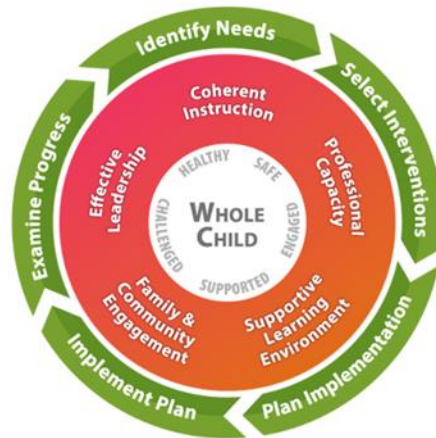 Identify Needs
Select Interventions
Plan Implementation
Implement Plan
Examine Progress
Coherent
Instruction
Professional
Capacity
Supportive
Learning
Environment
Family &
Community
Engagement
Effective
Leadership
HEALTHY
SAFE
ENGAGED
SUPPORTED
CHALLENGED
WHOLE
CHILD